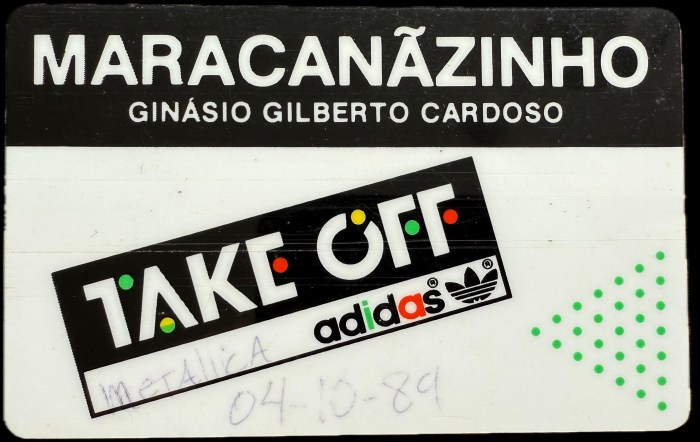 MARACANÃZINHO
GINÁSIO GILBERTO CARDOSO
TAKE OFF
adidas®®
metAllicA
04-10-89